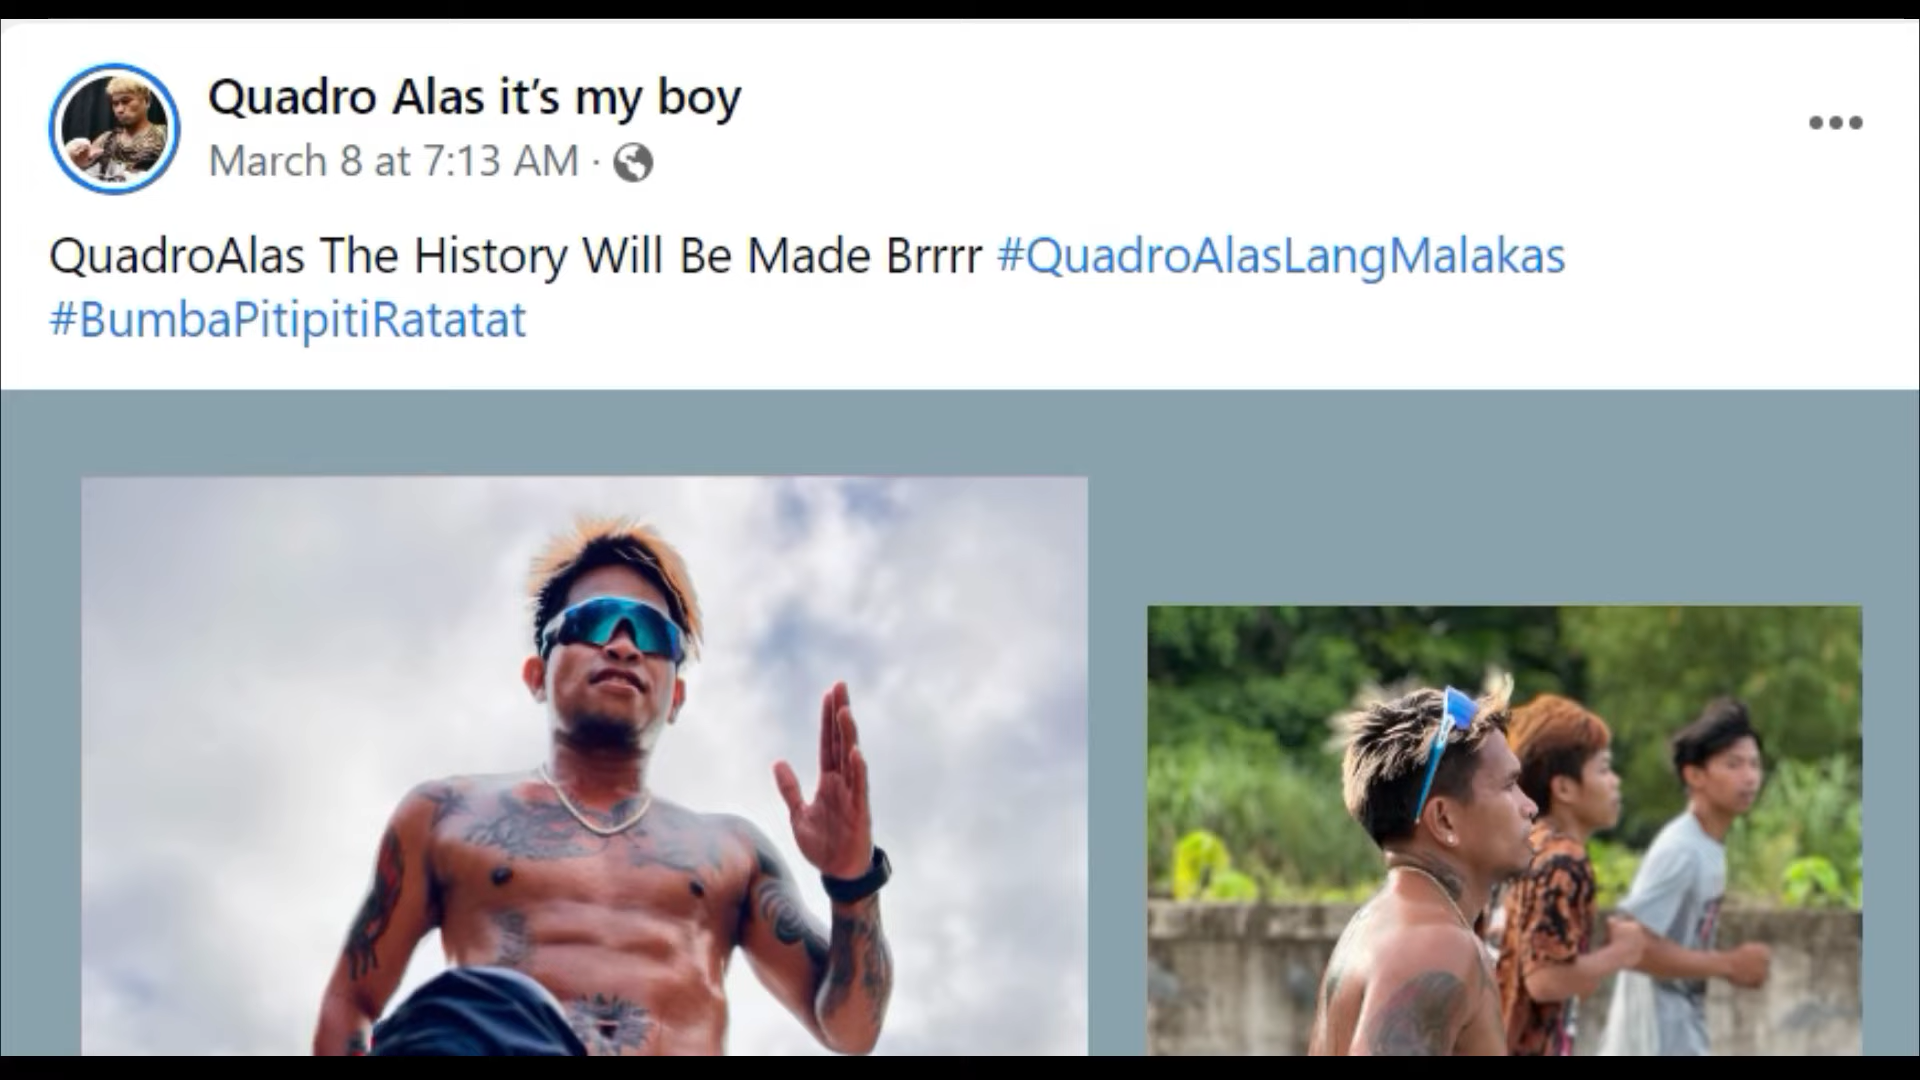 Quadro Alas it's my boy
March 8 at 7:13 AM ·
QuadroAlas The History Will Be Made Brrrr #QuadroAlasLangMalakas
#BumbaPitipitiRatatat